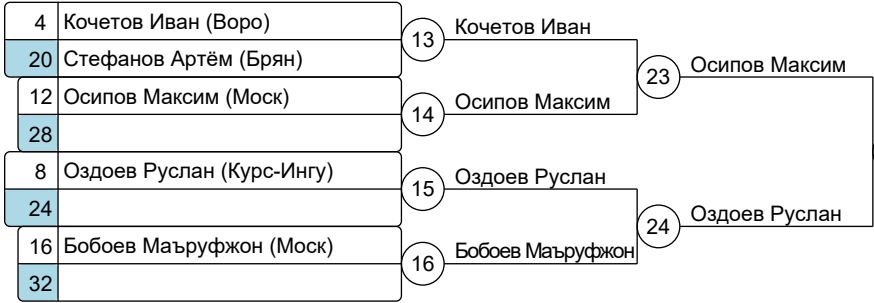 4 Кочетов Иван (Воро)
20 Стефанов Артём (Брян)
13 Кочетов Иван
12 Осипов Максим (Моск)
28
14 Осипов Максим
23 Осипов Максим
8 Оздоев Руслан (Курс-Ингу)
24
15 Оздоев Руслан
16 Бобоев Маъруфжон (Моск)
32
16 Бобоев Маъруфжон
24 Оздоев Руслан